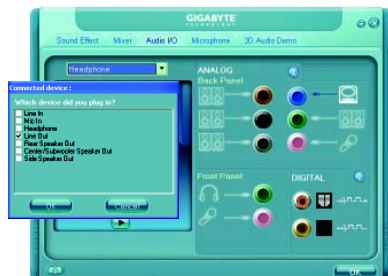 GIGABYTE
Sound Effect Mixer Audio I/O Microphone 3D Audio Demo
Headphone
ANALOG
Back Panel
Connected device :
Which device did you plug in?
Line In
Mic In
Headphone
Line Out
Rear Speaker Out
Center/Subwoofer Speaker Out
Side Speaker Out
OK Cancel
Front Panel
DIGITAL
OK